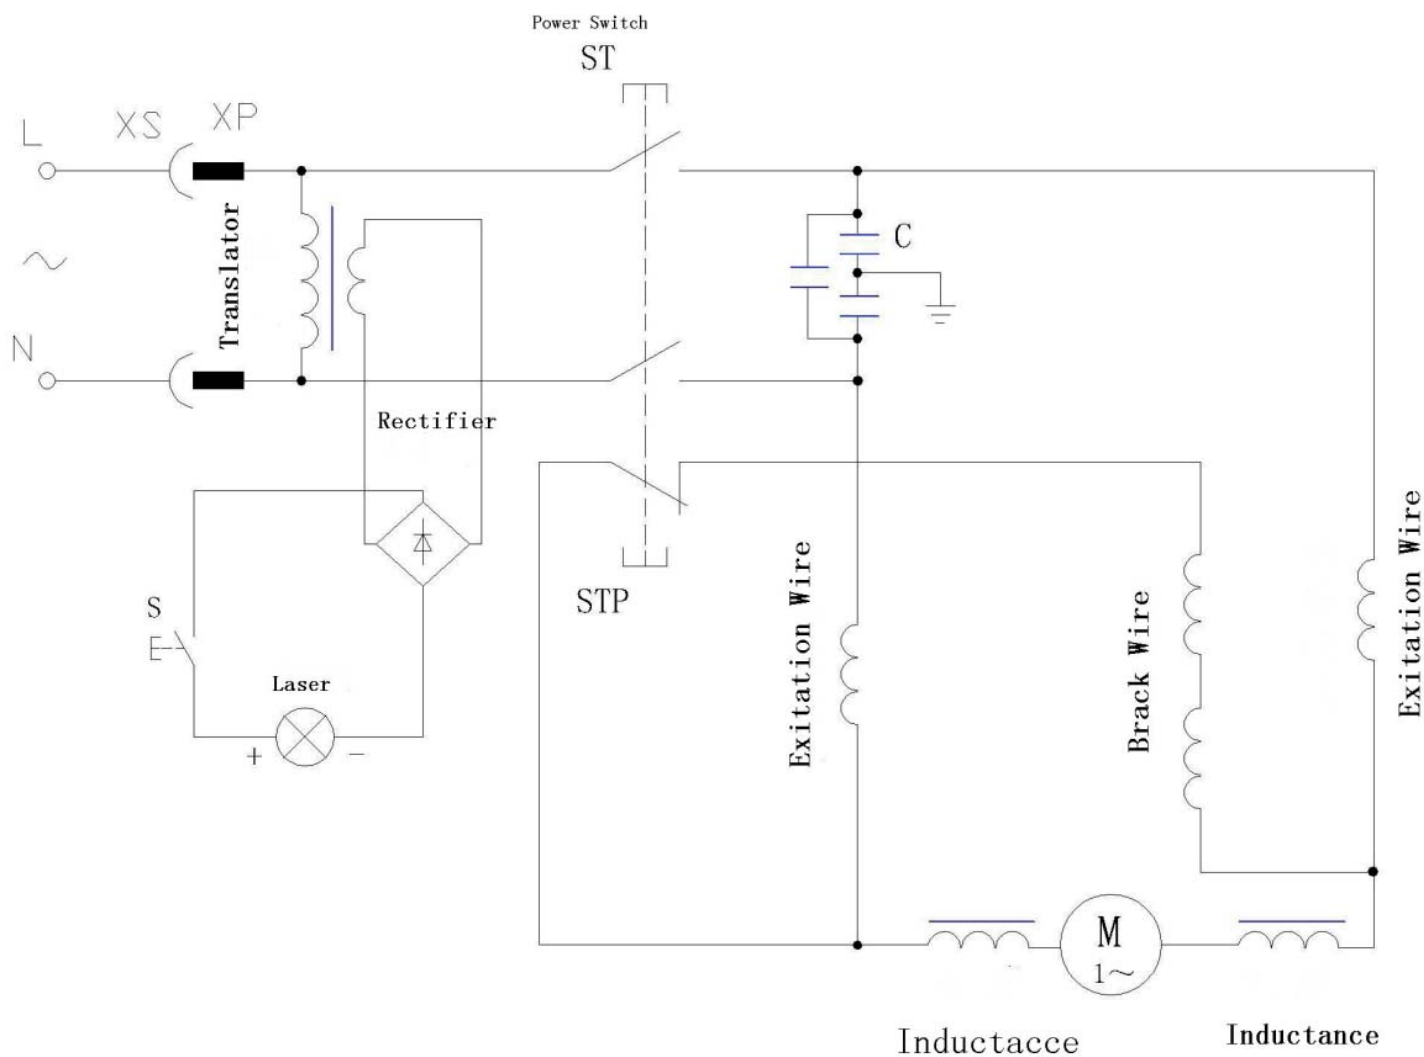 Power Switch
ST
XS
XP
L
Translator
C
N
Rectifier
STP
S
Laser
+
−
Exitation Wire
Brack Wire
Exitation Wire
M
1~
Inductacce
Inductance